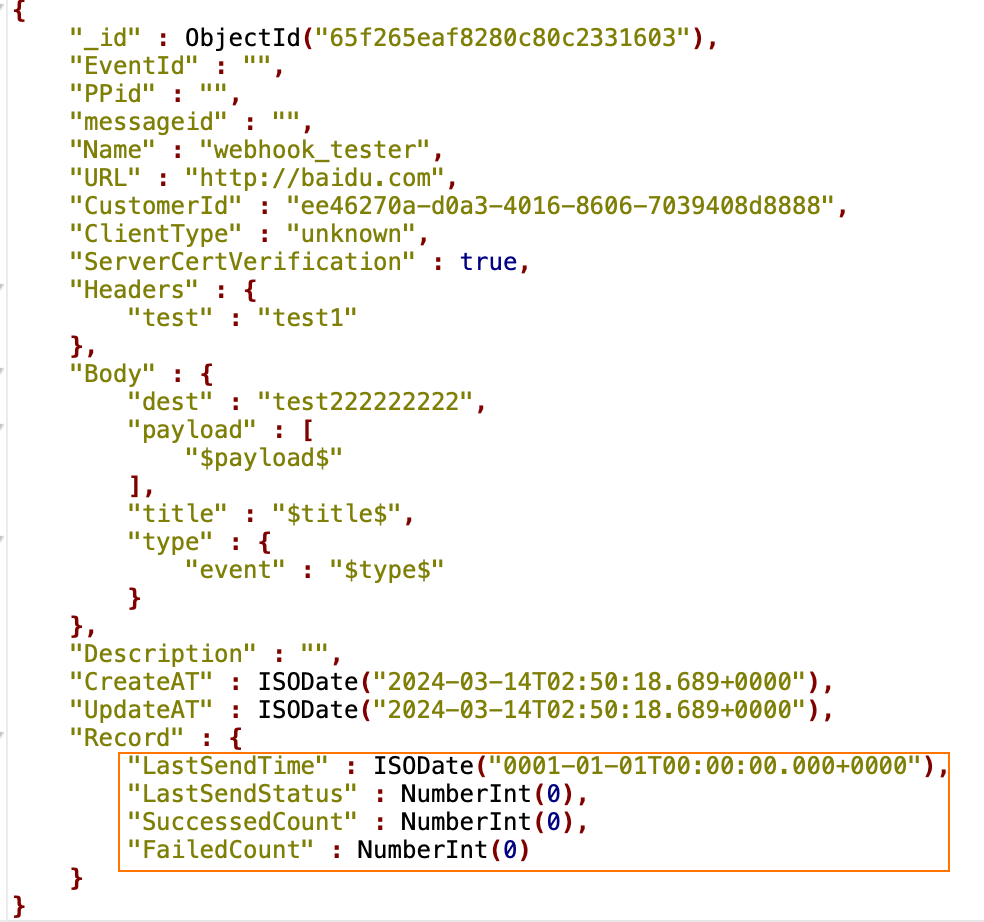 {
"_id" : ObjectId("65f265eaf8280c80c2331603"),
"EventId" : "",
"PPid" : "",
"messageid" : "",
"Name" : "webhook_tester",
"URL" : "http://baidu.com",
"CustomerId" : "ee46270a-d0a3-4016-8606-7039408d8888",
"ClientType" : "unknown",
"ServerCertVerification" : true,
"Headers" : {
"test" : "test1"
},
"Body" : {
"dest" : "test222222222",
"payload" : [
"$payload$"
],
"title" : "$title$",
"type" : {
"event" : "$type$"
}
},
"Description" : "",
"CreateAT" : ISODate("2024-03-14T02:50:18.689+0000"),
"UpdateAT" : ISODate("2024-03-14T02:50:18.689+0000"),
"Record" : {
"LastSendTime" : ISODate("0001-01-01T00:00:00.000+0000"),
"LastSendStatus" : NumberInt(0),
"SuccessedCount" : NumberInt(0),
"FailedCount" : NumberInt(0)
}
}